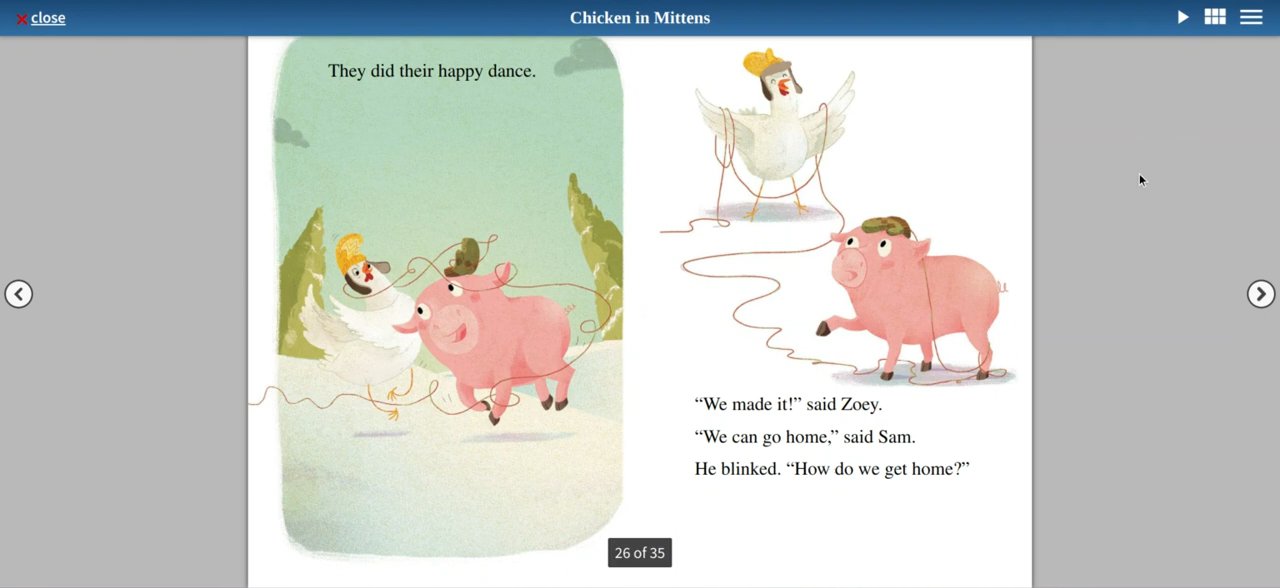 close
Chicken in Mittens
They did their happy dance.
“We made it!” said Zoey.
“We can go home,” said Sam.
He blinked. “How do we get home?”
26 of 35